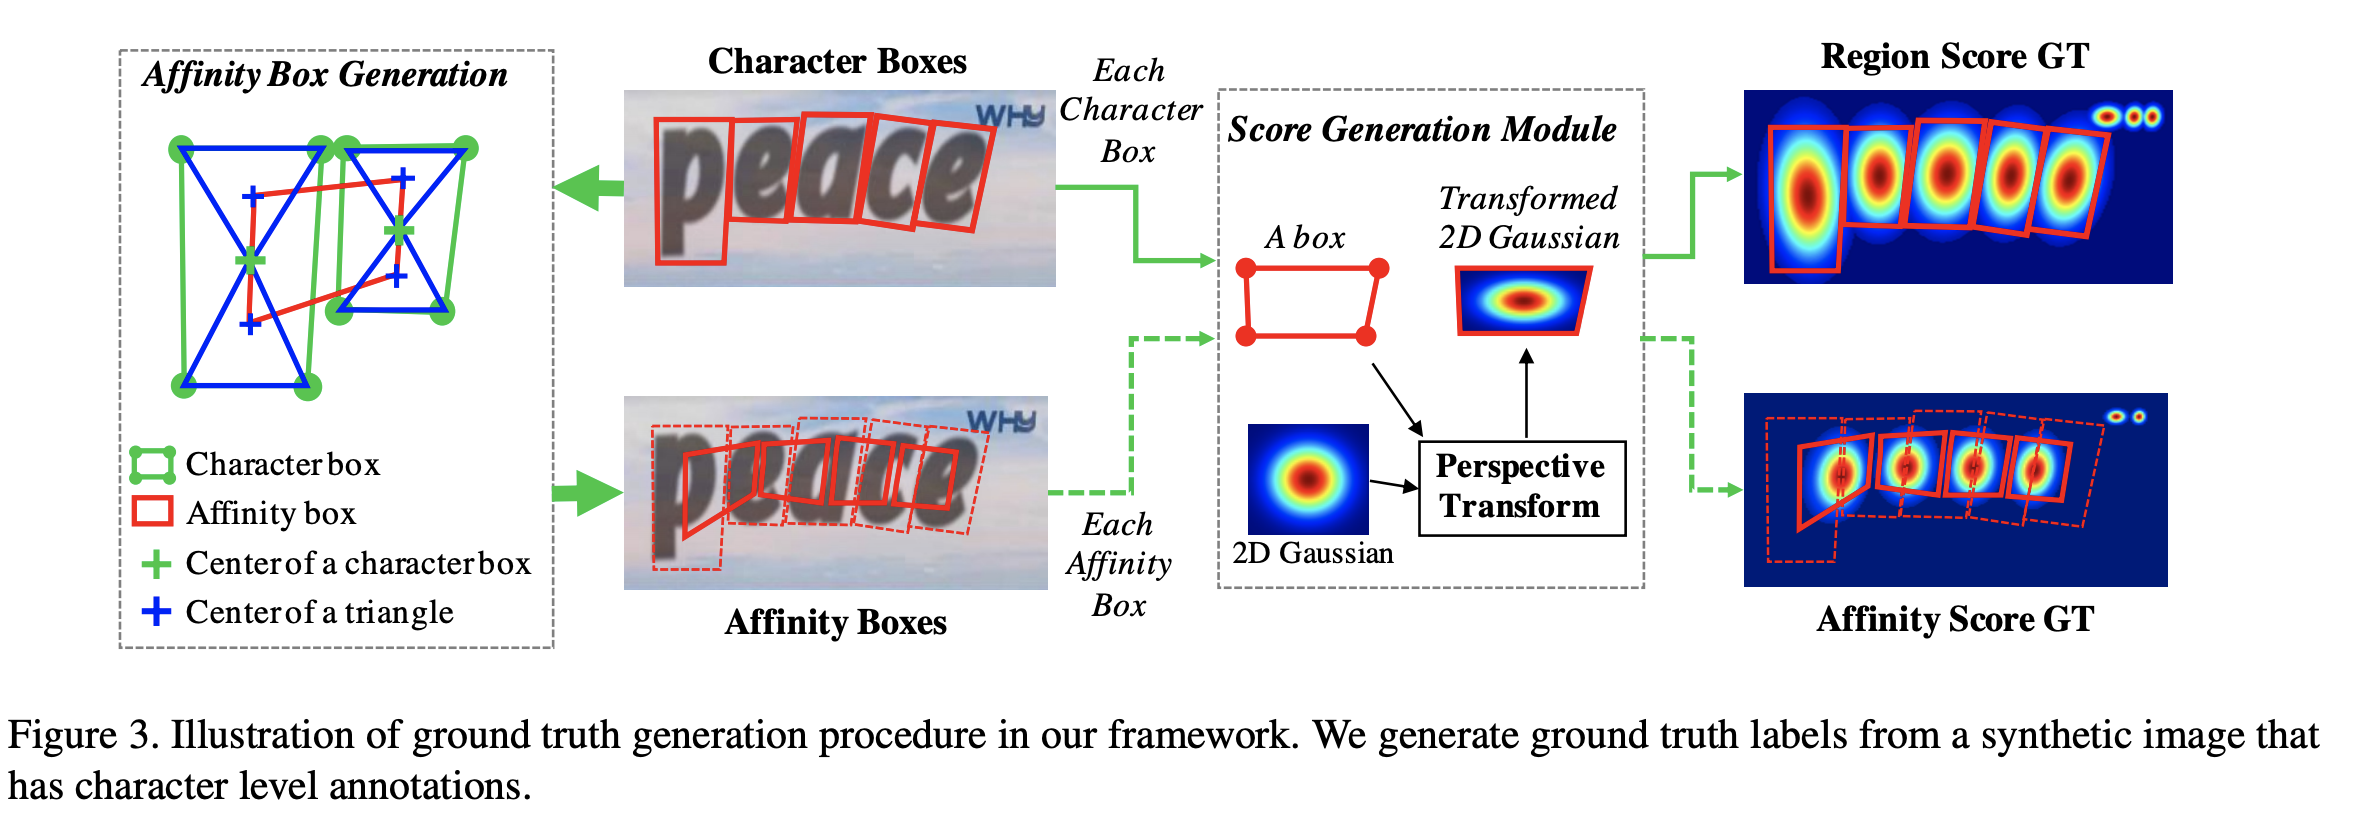 Affinity Box Generation
Character box
Affinity box
Center of a character box
Center of a triangle
Character Boxes
WHY
peace
WHY
peace
Affinity Boxes
Each
Character
Box
Each
Affinity
Box
Score Generation Module
A box
Transformed
2D Gaussian
2D Gaussian
Perspective
Transform
Region Score GT
Affinity Score GT
Figure 3. Illustration of ground truth generation procedure in our framework. We generate ground truth labels from a synthetic image that
has character level annotations.